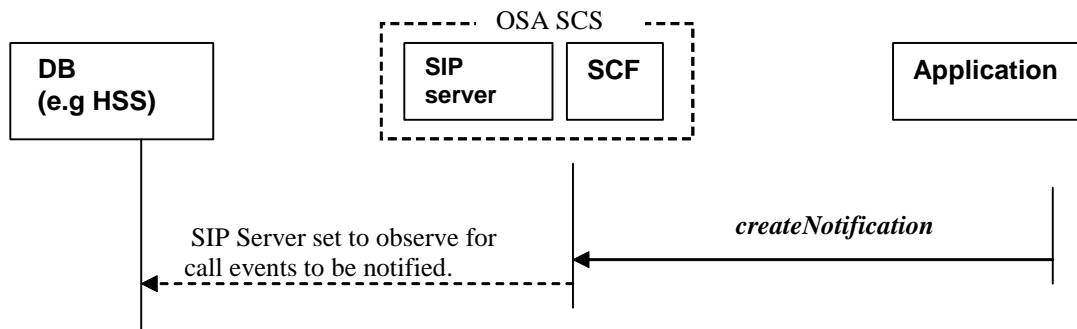 OSA SCS
DB
(e.g HSS)
SIP
server
SCF
Application
createNotification
SIP Server set to observe for
call events to be notified.